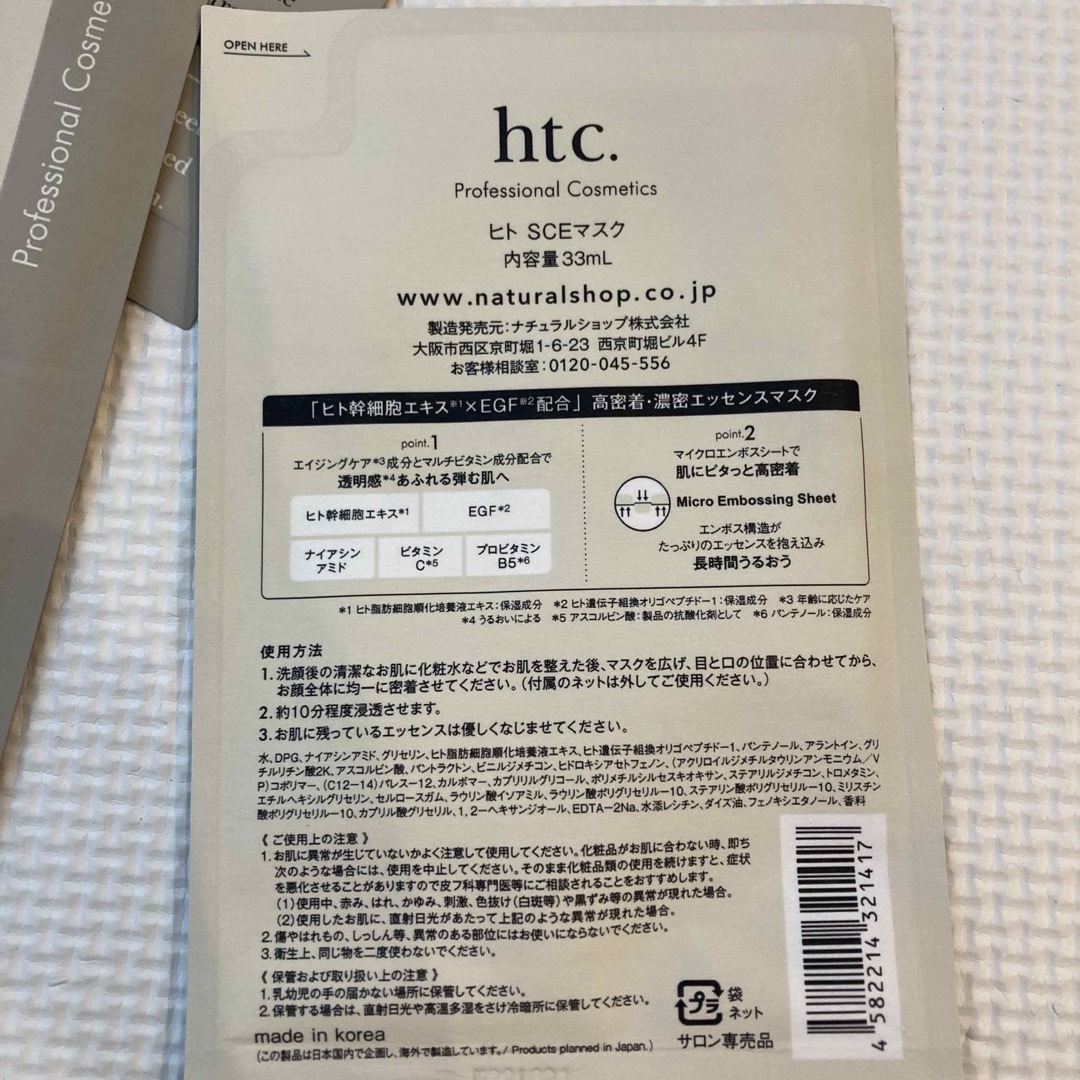 Professional Cosme
OPEN HERE
htc.
Professional Cosmetics
ヒト SCEマスク
内容量33mL
www.naturalshop.co.jp
製造発売元:ナチュラルショップ株式会社
大阪市西区京町堀1-6-23 西京町堀ビル4F
お客様相談室:0120-045-556
「ヒト幹細胞エキス※1×EGF※2配合」高密着・濃密エッセンスマスク
point.1
エイジングケア*3成分とマルチビタミン成分配合で
透明感*4あふれる弾む肌へ
ヒト幹細胞エキス*1
EGF*2
ナイアシン
アミド
ビタミン
C*5
プロビタミン
B5*6
point.2
マイクロエンボスシートで
肌にピタっと高密着
Micro Embossing Sheet
エンボス構造が
たっぷりのエッセンスを抱え込み
長時間うるおう
*1 ヒト脂肪細胞順化培養液エキス:保湿成分 *2 ヒト遺伝子組換オリゴペプチドー1:保湿成分 *3 年齢に応じたケア
*4 うるおいによる *5 アスコルビン酸:製品の抗酸化剤として *6 パンテノール:保湿成分
使用方法
1.洗顔後の清潔なお肌に化粧水などでお肌を整えた後、マスクを広げ、目と口の位置に合わせてから、
お顔全体に均一に密着させてください。(付属のネットは外してご使用ください。)
2.約10分程度浸透させます。
3.お肌に残っているエッセンスは優しくなじませてください。
水、DPG、ナイアシンアミド、グリセリン、ヒト脂肪細胞順化培養液エキス、ヒト遺伝子組換オリゴペプチド-1、パンテノール、アラントイン、グリ
チルリチン酸2K、アスコルビン酸、パントラクトン、ビニルジメチコン、ヒドロキシアセトフェノン、(アクリロイルジメチルタウリンアンモニウム/V
P)コポリマー、(C12-14)パレス-12、カルボマー、カプリリルグリコール、ポリメチルシルセスキオキサン、ステアリルジメチコン、トロメタミン、
エチルヘキシルグリセリン、セルロースガム、ラウリン酸イソアミル、ラウリン酸ポリグリセリル-10、ステアリン酸ポリグリセリル-10、ミリスチン
酸ポリグリセリル-10、カプリル酸グリセリル、1,2-ヘキサンジオール、EDTA-2Na、水添レシチン、ダイズ油、フェノキシエタノール、香料
《 ご使用上の注意 》
1.お肌に異常が生じていないかよく注意して使用してください。化粧品がお肌に合わない時、即ち
次のような場合には、使用を中止してください。そのまま化粧品類の使用を続けますと、症状
を悪化させることがありますので皮フ科専門医等にご相談されることをおすすめします。
(1)使用中、赤み、はれ、かゆみ、刺激、色抜け(白斑等)や黒ずみ等の異常が現れた場合。
(2)使用したお肌に、直射日光があたって上記のような異常が現れた場合。
2.傷やはれもの、しっしん等、異常のある部位にはお使いにならないでください。
3.衛生上、同じ物を二度使わないでください。
《 保管および取り扱い上の注意 》
1.乳幼児の手の届かない場所に保管してください。
2.保管する場合は、直射日光や高温多湿をさけ冷暗所に保管してください。
made in korea
(この製品は日本国内で企画し、海外で製造しています。/ Products planned in Japan.)
プラ
袋
ネット
サロン専売品
4 582214 321417